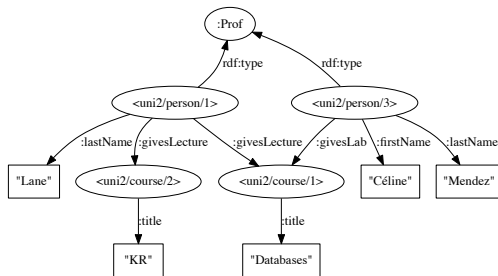 :Prof
rdf:type rdf:type
<uni2/person/1> <uni2/person/3>
:lastName :givesLecture :givesLecture :givesLab :firstName :lastName
"Lane" <uni2/course/2> <uni2/course/1> "Céline" "Mendez"
:title :title
"KR" "Databases"